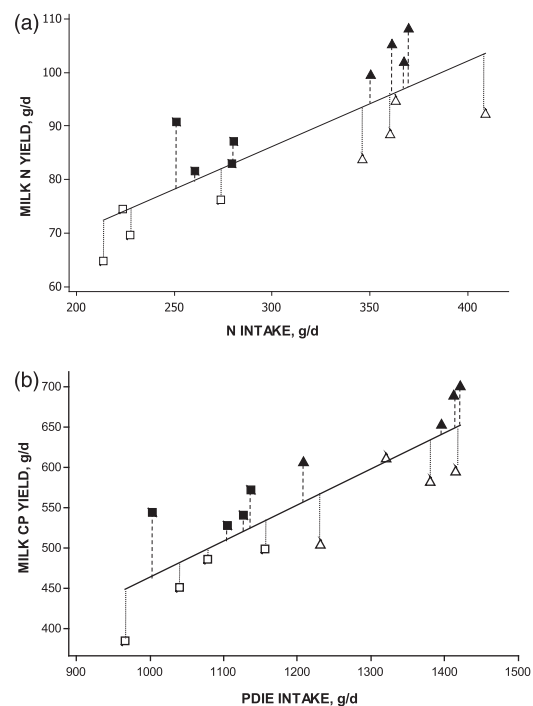 (a)
110
100
90
80
70
60
MILK N YIELD, g/d
200 250 300 350 400
N INTAKE, g/d
(b)
700
600
550
500
450
400
MILK CP YIELD, g/d
900 1000 1100 1200 1300 1400 1500
PDIE INTAKE, g/d